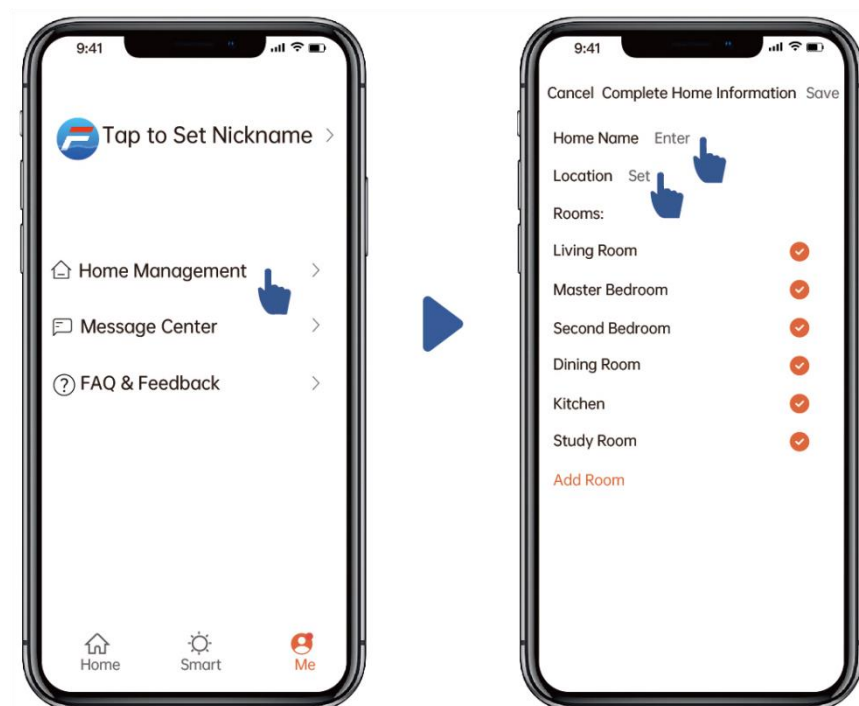 9:41
Tap to Set Nickname
Home Management
Message Center
FAQ & Feedback
Home Smart Me
9:41
Cancel Complete Home Information Save
Home Name Enter
Location Set
Rooms:
Living Room
Master Bedroom
Second Bedroom
Dining Room
Kitchen
Study Room
Add Room